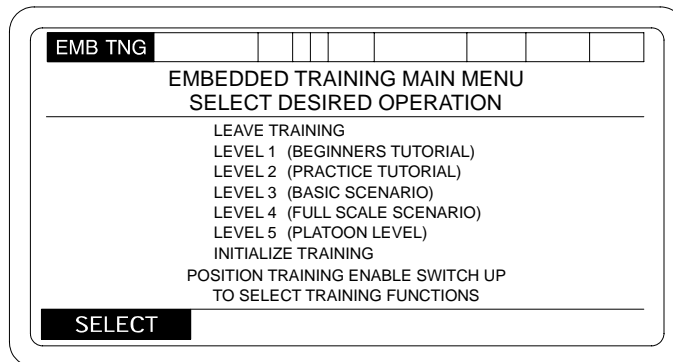 EMB TNG
EMBEDDED TRAINING MAIN MENU
SELECT DESIRED OPERATION
LEAVE TRAINING
LEVEL 1 (BEGINNERS TUTORIAL)
LEVEL 2 (PRACTICE TUTORIAL)
LEVEL 3 (BASIC SCENARIO)
LEVEL 4 (FULL SCALE SCENARIO)
LEVEL 5 (PLATOON LEVEL)
INITIALIZE TRAINING
POSITION TRAINING ENABLE SWITCH UP
TO SELECT TRAINING FUNCTIONS
SELECT